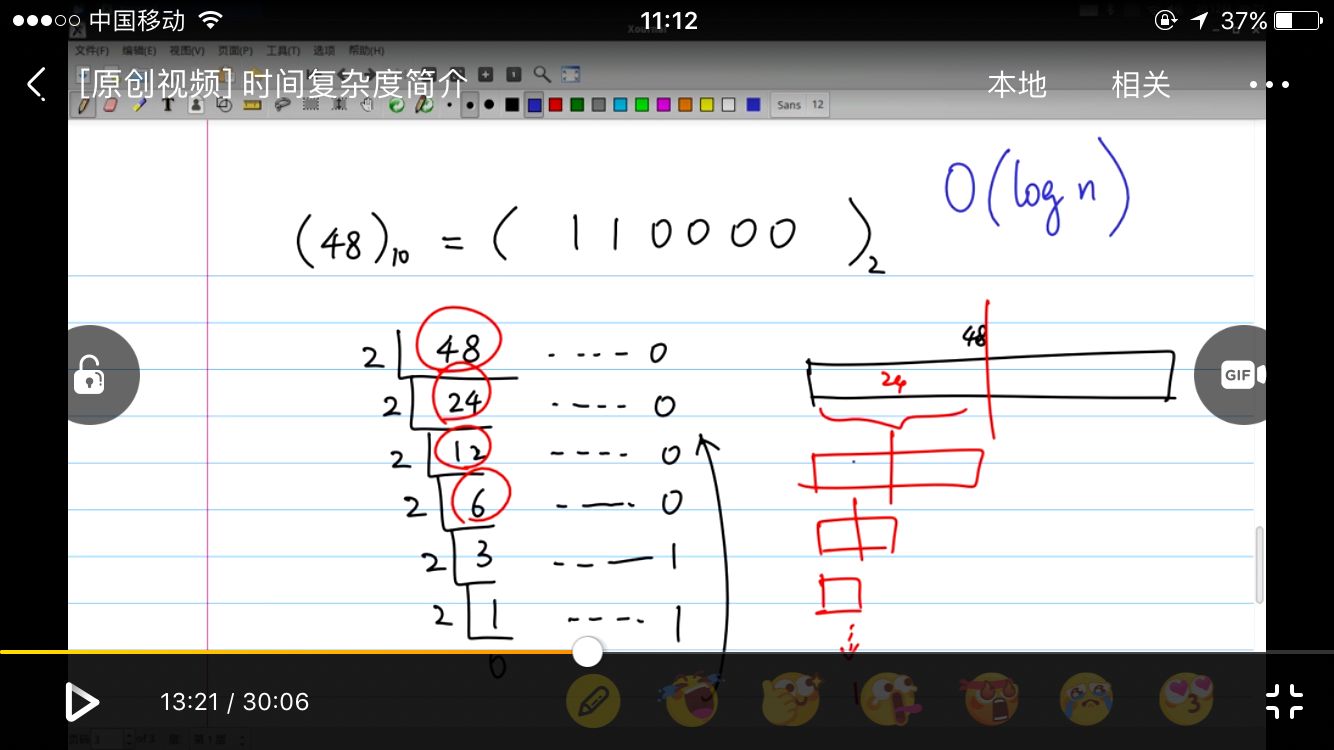 中国移动 11:12 37%
文件(F) 编辑(E) 视图(V) 页面(P) 工具(T) 选项 帮助(H)
[原创视频] 时间复杂度简介 本地 相关
Sans 12
O(log n)
(48)₁₀ = ( 110000 )₂
2 48 ---- 0
2 24 ---- 0
2 12 ---- 0
2 6 ---- 0
2 3 ---- 1
2 1 ---- 1
0
48
24
GIF
13:21 / 30:06